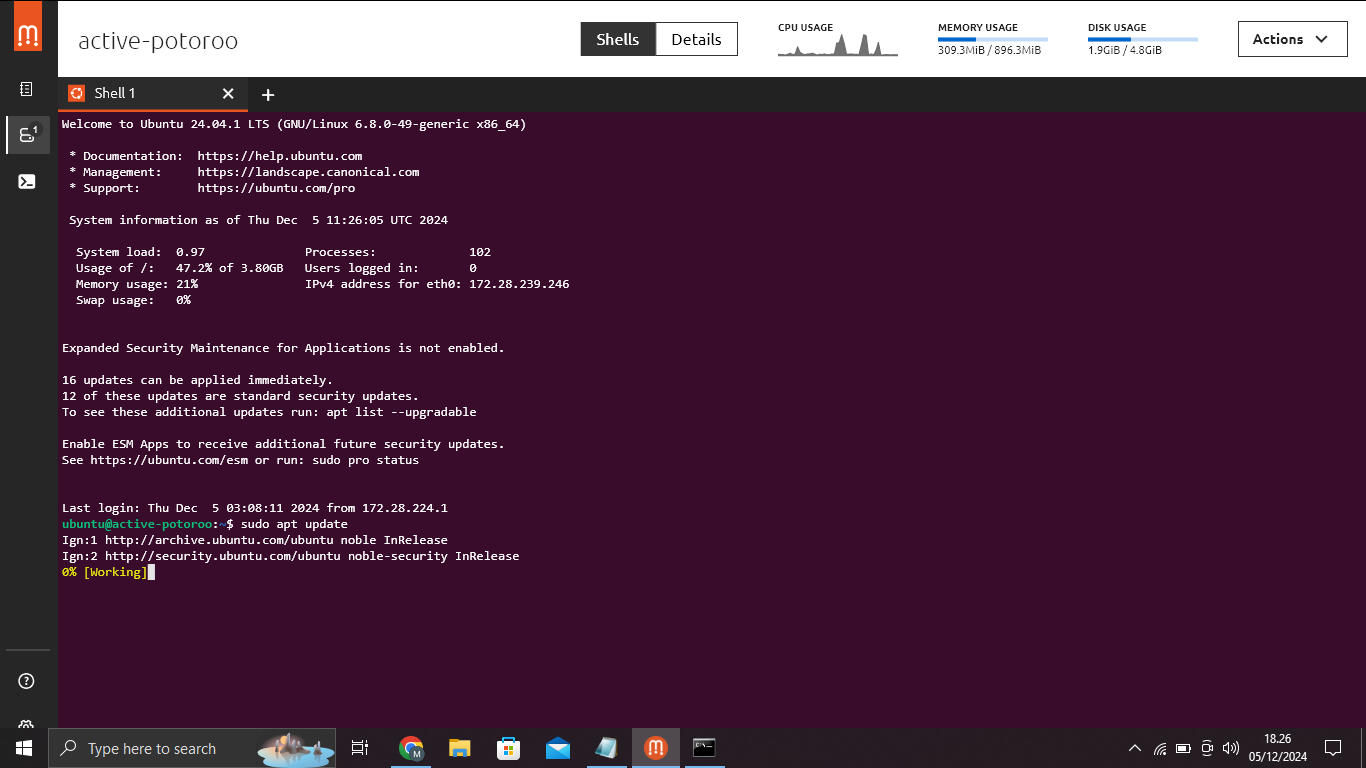 active-potoroo
Shells
Details
CPU USAGE
MEMORY USAGE
309.3MiB / 896.3MiB
DISK USAGE
1.9GiB / 4.8GiB
Actions
1
Shell 1
Welcome to Ubuntu 24.04.1 LTS (GNU/Linux 6.8.0-49-generic x86_64)
* Documentation:  https://help.ubuntu.com
* Management:     https://landscape.canonical.com
* Support:        https://ubuntu.com/pro
System information as of Thu Dec  5 11:26:05 UTC 2024
System load:  0.97              Processes:             102
Usage of /:   47.2% of 3.80GB   Users logged in:       0
Memory usage: 21%               IPv4 address for eth0: 172.28.239.246
Swap usage:   0%
Expanded Security Maintenance for Applications is not enabled.
16 updates can be applied immediately.
12 of these updates are standard security updates.
To see these additional updates run: apt list --upgradable
Enable ESM Apps to receive additional future security updates.
See https://ubuntu.com/esm or run: sudo pro status
Last login: Thu Dec  5 03:08:11 2024 from 172.28.224.1
ubuntu@active-potoroo:~$ sudo apt update
Ign:1 http://archive.ubuntu.com/ubuntu noble InRelease
Ign:2 http://security.ubuntu.com/ubuntu noble-security InRelease
0% [Working]
Type here to search
M
18.26
05/12/2024